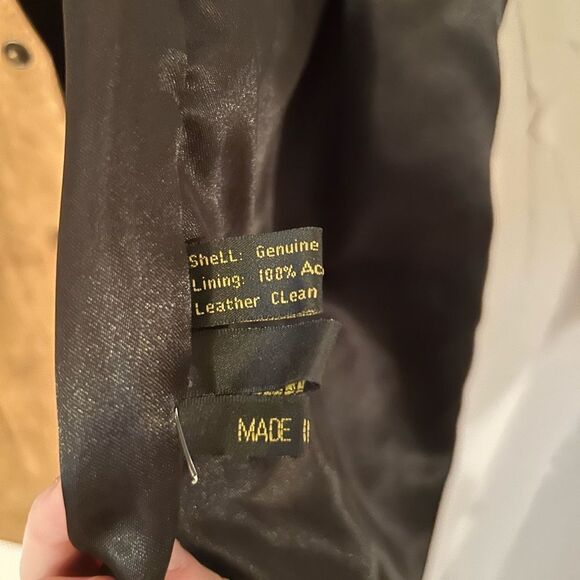 SheLL: Genuine
Lining: 100% Ac
Leather CLean
MADE I